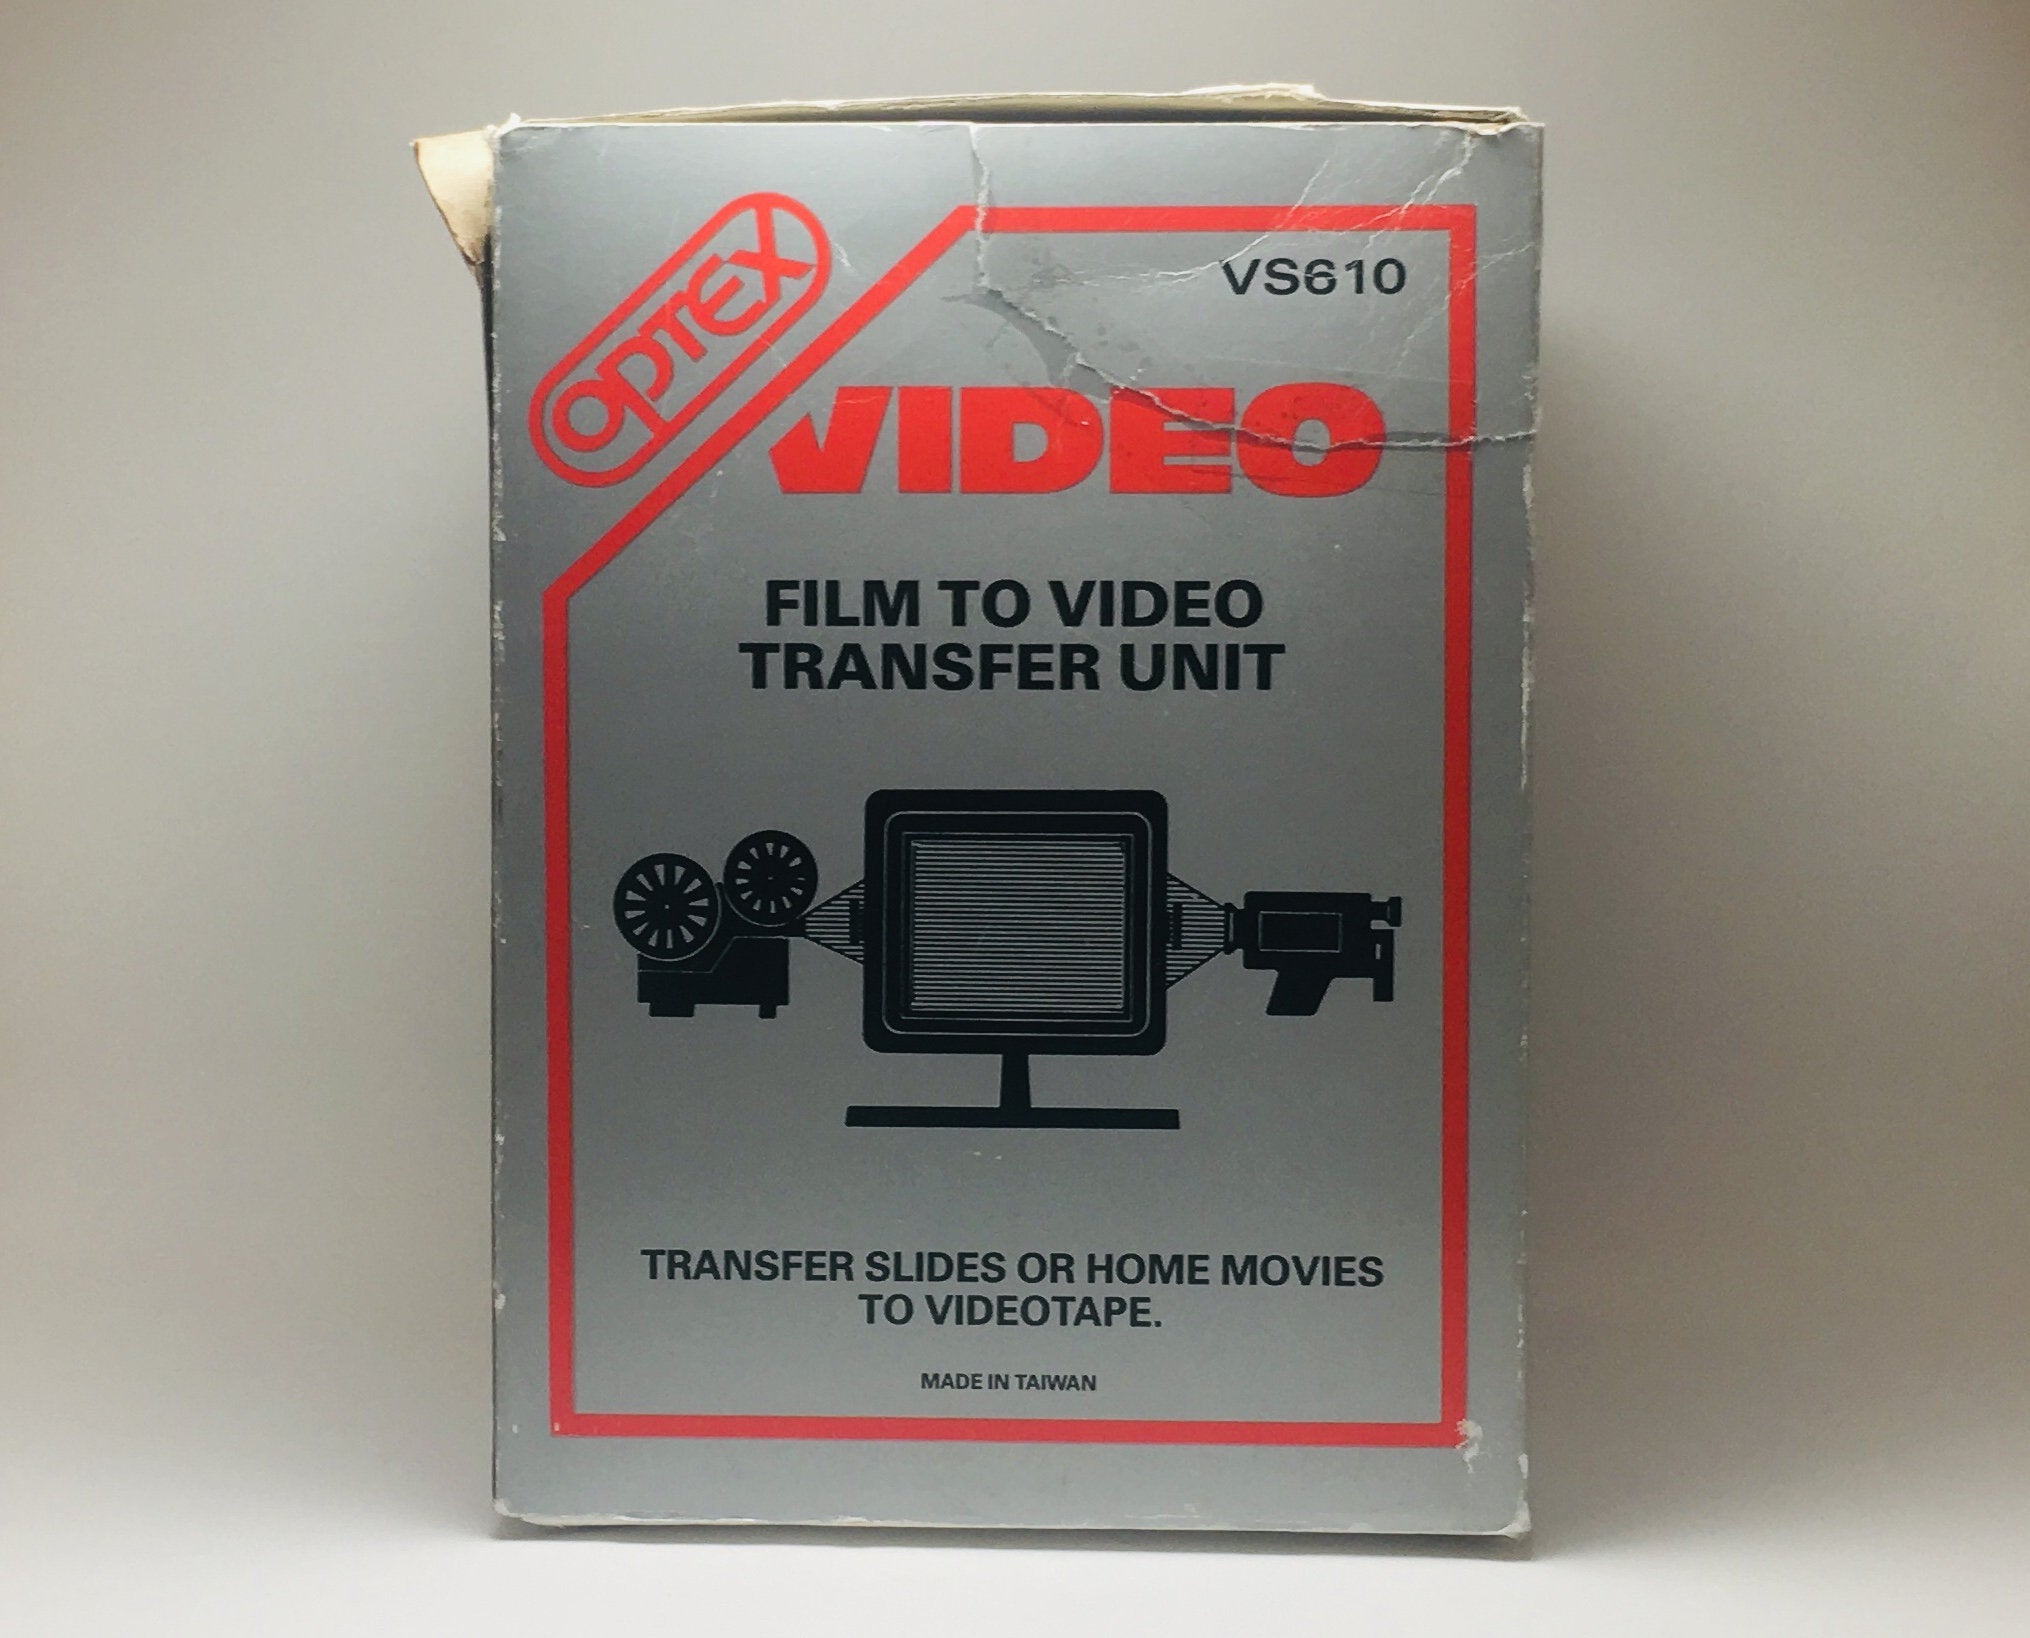 OPTEX
VS610
VIDEO
FILM TO VIDEO
TRANSFER UNIT
TRANSFER SLIDES OR HOME MOVIES
TO VIDEOTAPE.
MADE IN TAIWAN